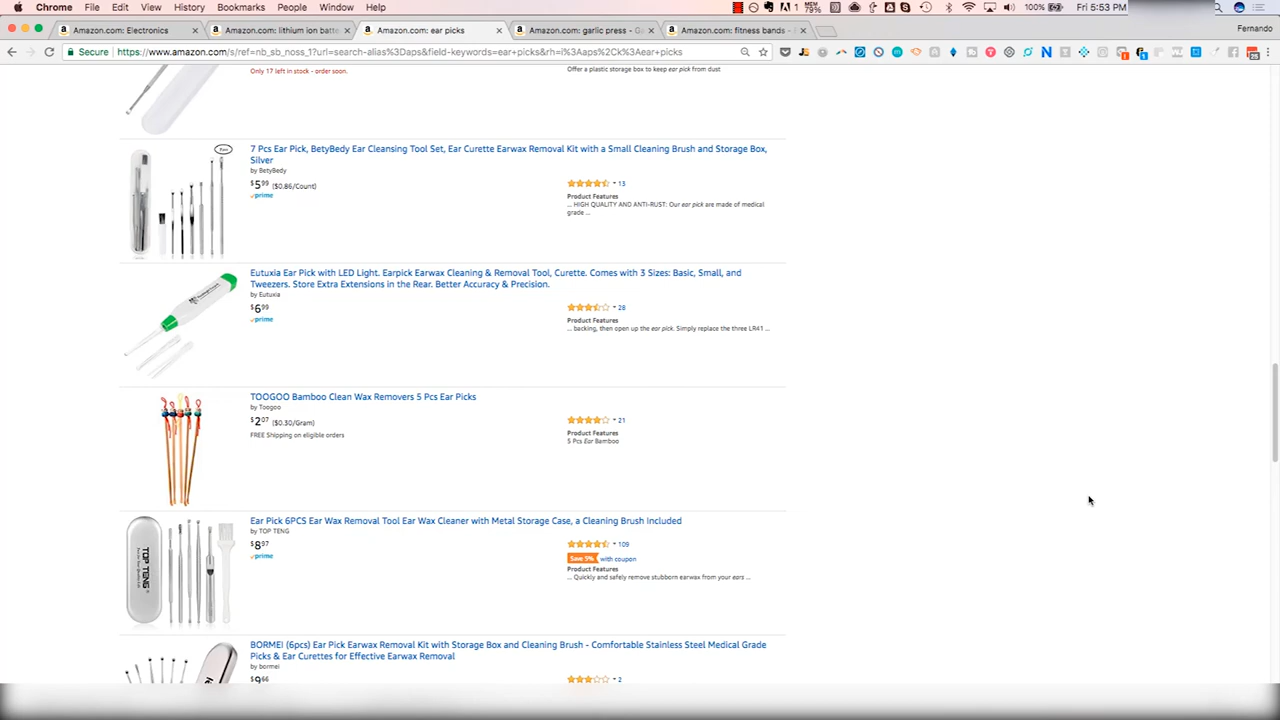 Chrome File Edit View History Bookmarks People Window Help
1 MINI 79% 100% Fri 5:53 PM
Amazon.com: Electronics
Amazon.com: lithium ion batte
Amazon.com: ear picks
Amazon.com: garlic press - G
Amazon.com: fitness bands -
Fernando
Secure https://www.amazon.com/s/ref=nb_sb_noss_1?url=search-alias%3Daps&field-keywords=ear+picks&rh=i%3Aaps%2Ck%3Aear+picks
Only 17 left in stock - order soon.
Offer a plastic storage box to keep ear pick from dust
7 Pcs Ear Pick, BetyBedy Ear Cleansing Tool Set, Ear Curette Earwax Removal Kit with a Small Cleaning Brush and Storage Box,
Silver
by BetyBedy
$5.99 ($0.86/Count)
prime
13
Product Features
... HIGH QUALITY AND ANTI-RUST: Our ear pick are made of medical
grade ...
Eutuxia Ear Pick with LED Light. Earpick Earwax Cleaning & Removal Tool, Curette. Comes with 3 Sizes: Basic, Small, and
Tweezers. Store Extra Extensions in the Rear. Better Accuracy & Precision.
by Eutuxia
$6.99
prime
28
Product Features
... backing, then open up the ear pick. Simply replace the three LR41 ...
TOOGOO Bamboo Clean Wax Removers 5 Pcs Ear Picks
by Toogoo
$2.07 ($0.30/Gram)
FREE Shipping on eligible orders
21
Product Features
5 Pcs Ear Bamboo
Ear Pick 6PCS Ear Wax Removal Tool Ear Wax Cleaner with Metal Storage Case, a Cleaning Brush Included
by TOP TENG
$8.97
prime
109
Save 5% with coupon
Product Features
... Quickly and safely remove stubborn earwax from your ears ...
TOP TENG
BORMEI (6pcs) Ear Pick Earwax Removal Kit with Storage Box and Cleaning Brush - Comfortable Stainless Steel Medical Grade
Picks & Ear Curettes for Effective Earwax Removal
by bormei
$9.66
2